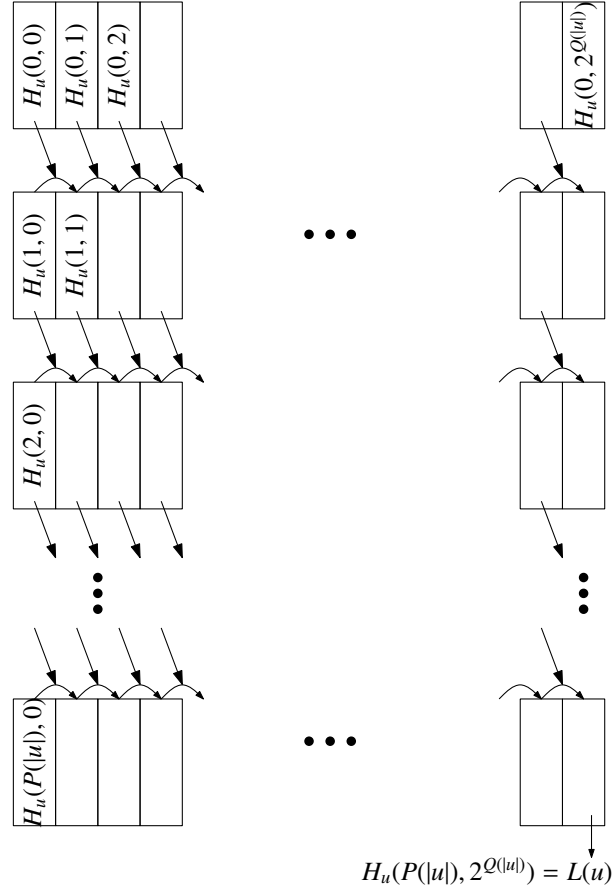 H_u(0, 0)
H_u(0, 1)
H_u(0, 2)
H_u(0, 2^{Q(|u|)})
H_u(1, 0)
H_u(1, 1)
H_u(2, 0)
H_u(P(|u|), 0)
H_u(P(|u|), 2^{Q(|u|)}) = L(u)